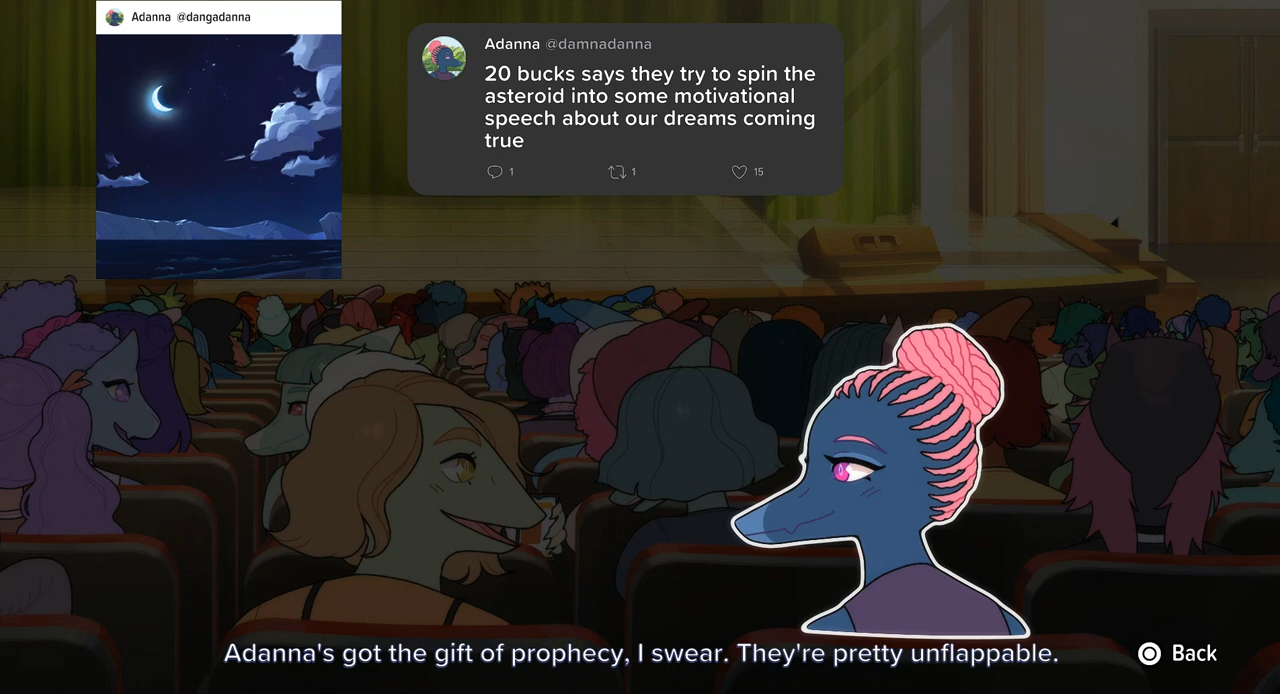 Adanna @dangadanna
Adanna @damnadanna
20 bucks says they try to spin the
asteroid into some motivational
speech about our dreams coming
true
1
1
15
Adanna's got the gift of prophecy, I swear. They're pretty unflappable.
Back